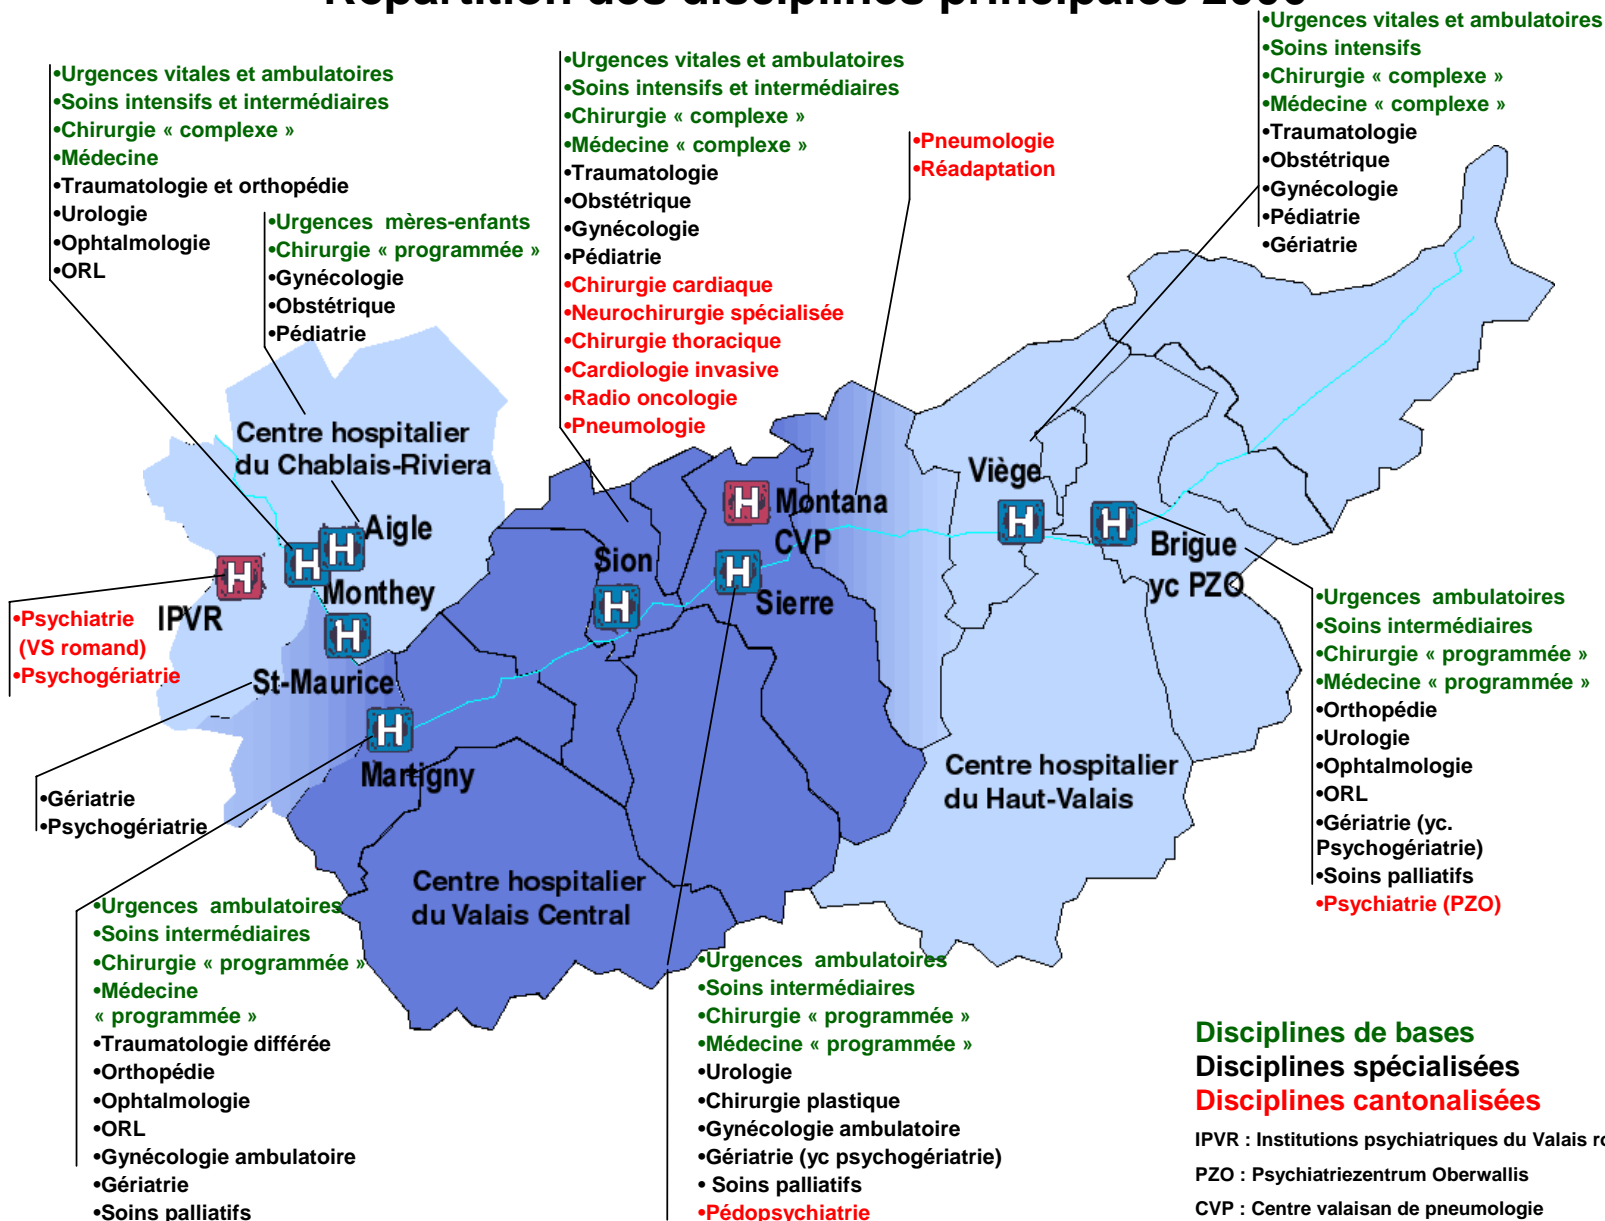 Répartition des disciplines principales
•Urgences vitales et ambulatoires
•Soins intensifs et intermédiaires
•Chirurgie « complexe »
•Médecine
•Traumatologie et orthopédie
•Urologie
•Ophtalmologie
•ORL
•Urgences mères-enfants
•Chirurgie « programmée »
•Gynécologie
•Obstétrique
•Pédiatrie
•Urgences vitales et ambulatoires
•Soins intensifs et intermédiaires
•Chirurgie « complexe »
•Médecine « complexe »
•Traumatologie
•Obstétrique
•Gynécologie
•Pédiatrie
•Chirurgie cardiaque
•Neurochirurgie spécialisée
•Chirurgie thoracique
•Cardiologie invasive
•Radio oncologie
•Pneumologie
•Pneumologie
•Réadaptation
•Urgences vitales et ambulatoires
•Soins intensifs
•Chirurgie « complexe »
•Médecine « complexe »
•Traumatologie
•Obstétrique
•Gynécologie
•Pédiatrie
•Gériatrie
Centre hospitalier
du Chablais-Riviera
H
Aigle
H
Monthey
H
IPVR
H
St-Maurice
H
Martigny
Sion
H
H
Montana
CVP
H
Sierre
Viège
H
H
Brigue
yc PZO
Centre hospitalier
du Haut-Valais
Centre hospitalier
du Valais Central
•Psychiatrie
(VS romand)
•Psychogériatrie
•Gériatrie
•Psychogériatrie
•Urgences ambulatoires
•Soins intermédiaires
•Chirurgie « programmée »
•Médecine
« programmée »
•Traumatologie différée
•Orthopédie
•Ophtalmologie
•ORL
•Gynécologie ambulatoire
•Gériatrie
•Soins palliatifs
•Urgences ambulatoires
•Soins intermédiaires
•Chirurgie « programmée »
•Médecine « programmée »
•Urologie
•Chirurgie plastique
•Gynécologie ambulatoire
•Gériatrie (yc psychogériatrie)
• Soins palliatifs
•Pédopsychiatrie
•Urgences ambulatoires
•Soins intermédiaires
•Chirurgie « programmée »
•Médecine « programmée »
•Orthopédie
•Urologie
•Ophtalmologie
•ORL
•Gériatrie (yc.
Psychogériatrie)
•Soins palliatifs
•Psychiatrie (PZO)
Disciplines de bases
Disciplines spécialisées
Disciplines cantonalisées
IPVR : Institutions psychiatriques du Valais
PZO : Psychiatriezentrum Oberwallis
CVP : Centre valaisan de pneumologie